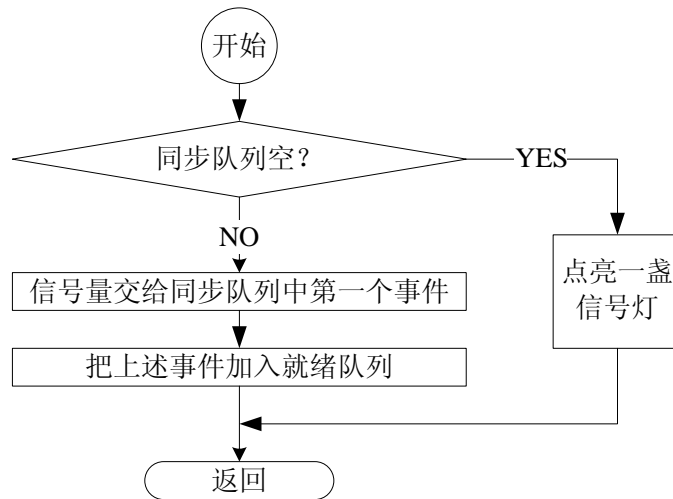 开始
同步队列空？
YES
NO
点亮一盏
信号灯
信号量交给同步队列中第一个事件
把上述事件加入就绪队列
返回